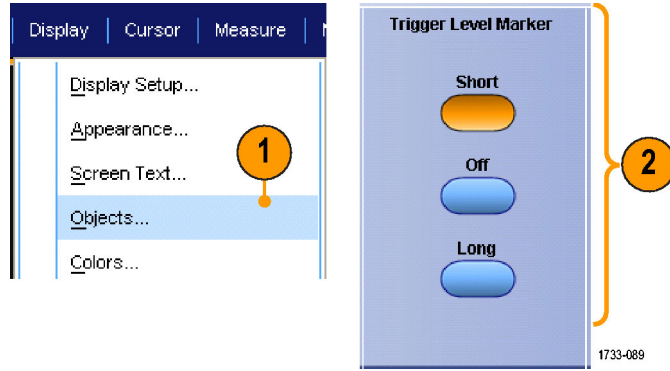 Display | Cursor | Measure |
Display Setup...
Appearance...
Screen Text...
Objects...
Colors...
1
Trigger Level Marker
Short
Off
Long
2
1733-089